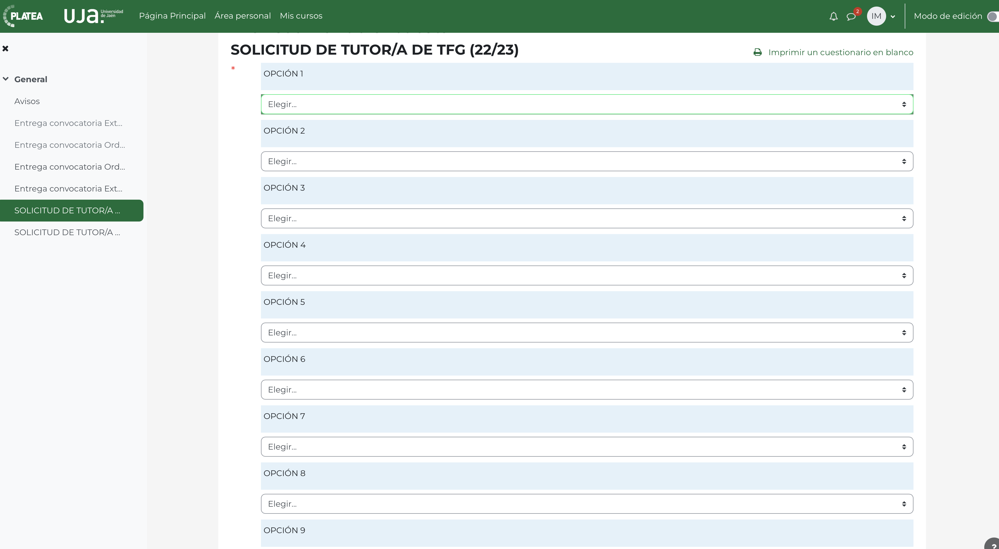 PLATEA
UJa.
Universidad
de Jaén
Página Principal
Área personal
Mis cursos
2
IM
Modo de edición
General
Avisos
Entrega convocatoria Ext...
Entrega convocatoria Ord...
Entrega convocatoria Ord...
Entrega convocatoria Ext...
SOLICITUD DE TUTOR/A ...
SOLICITUD DE TUTOR/A ...
SOLICITUD DE TUTOR/A DE TFG (22/23)
Imprimir un cuestionario en blanco
*
OPCIÓN 1
Elegir...
OPCIÓN 2
Elegir...
OPCIÓN 3
Elegir...
OPCIÓN 4
Elegir...
OPCIÓN 5
Elegir...
OPCIÓN 6
Elegir...
OPCIÓN 7
Elegir...
OPCIÓN 8
Elegir...
OPCIÓN 9
?